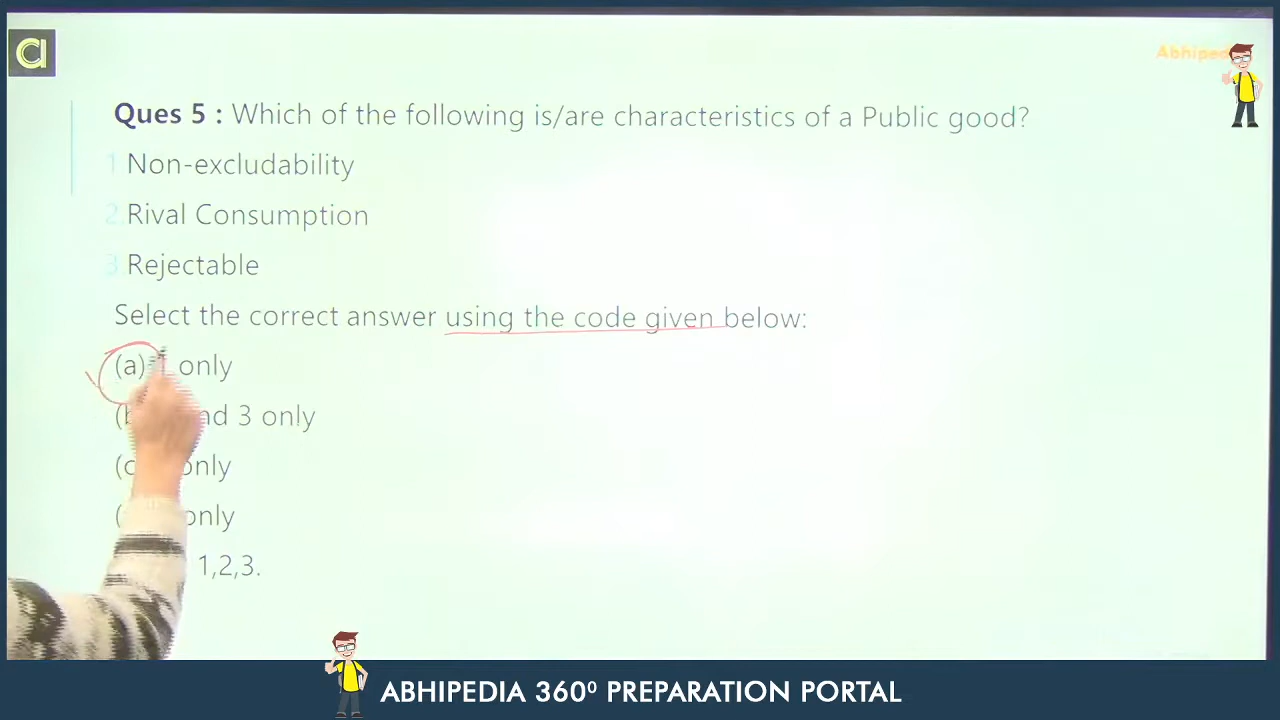 a
Abhiped
Ques 5 : Which of the following is/are characteristics of a Public good?
1 Non-excludability
2. Rival Consumption
3. Rejectable
Select the correct answer using the code given below:
(a) only
(b nd 3 only
(c only
( only
1,2,3.
ABHIPEDIA 360⁰ PREPARATION PORTAL